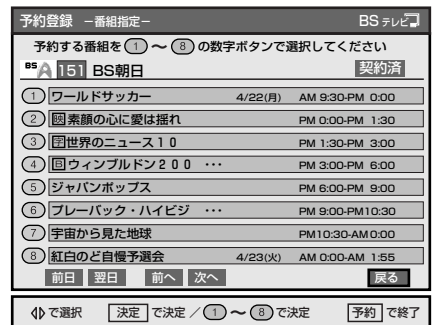 予約登録 －番組指定－ BS テレビ
予約する番組を①～⑧の数字ボタンで選択してください
BSA 151 BS朝日 契約済
① ワールドサッカー 4/22(月) AM 9:30-PM 0:00
② 映素顔の心に愛は揺れ PM 0:00-PM 1:30
③ 字世界のニュース10 PM 1:30-PM 3:00
④ 回ウィンブルドン200 … PM 3:00-PM 6:00
⑤ ジャパンポップス PM 6:00-PM 9:00
⑥ プレーバック・ハイビジ … PM 9:00-PM10:30
⑦ 宇宙から見た地球 PM10:30-AM 0:00
⑧ 紅白のど自慢予選会 4/23(火) AM 0:00-AM 1:55
前日 翌日 前へ 次へ 戻る
で選択 決定 で決定／①～⑧で決定 予約 で終了